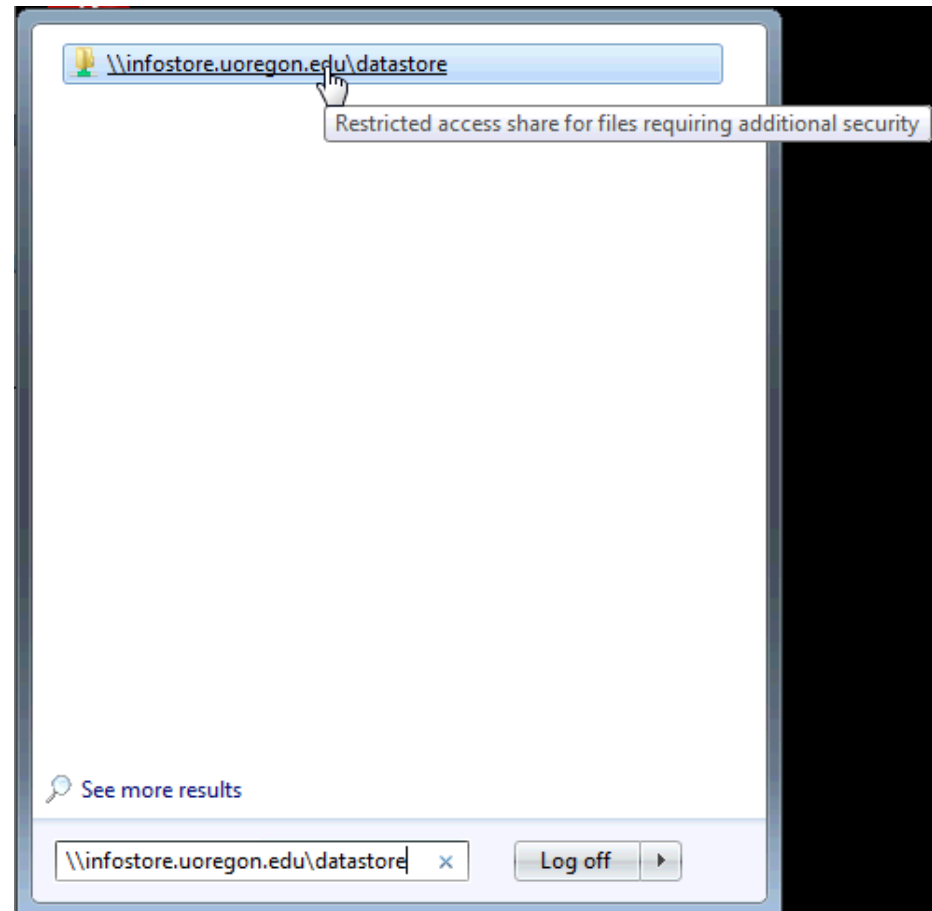 \\infostore.uoregon.edu\datastore
Restricted access share for files requiring additional security
See more results
\\infostore.uoregon.edu\datastore
Log off